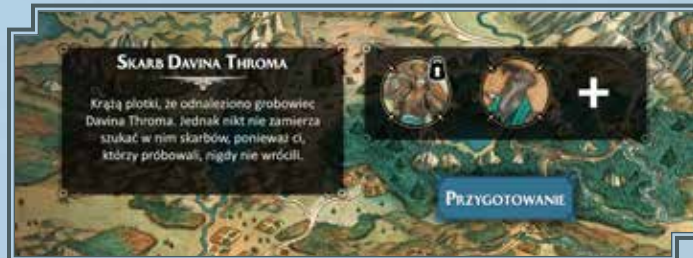 Skarb Davina Throma
Krążą plotki, że odnaleziono grobowiec
Davina Throma. Jednak nikt nie zamierza
szukać w nim skarbów, ponieważ ci,
którzy próbowali, nigdy nie wrócili.
+
Przygotowanie